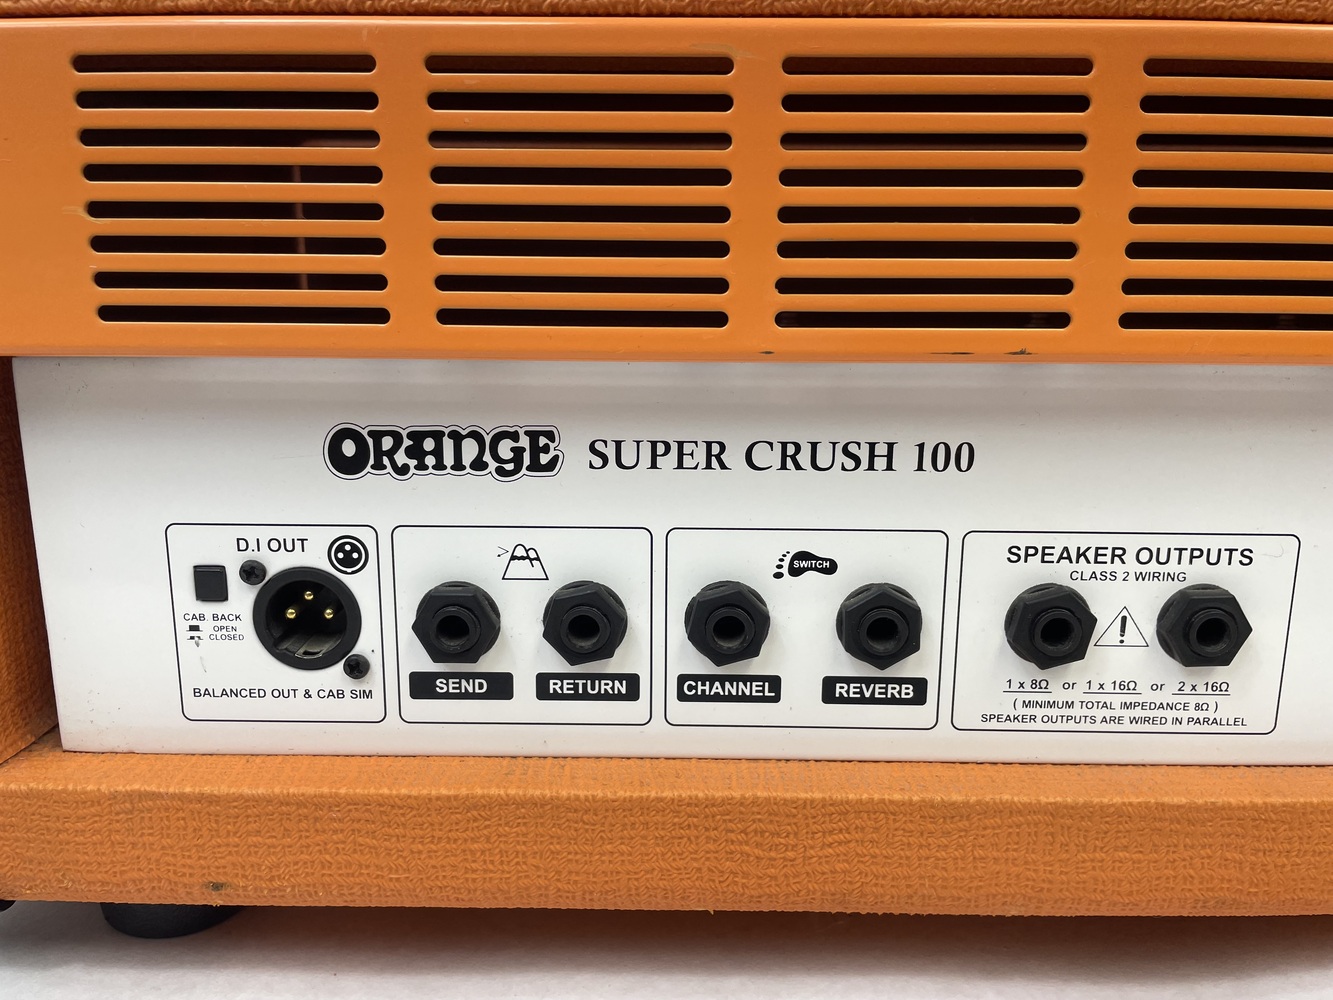 ORANGE SUPER CRUSH 100
D.I OUT
CAB. BACK
OPEN
CLOSED
BALANCED OUT & CAB SIM
SEND
RETURN
SWITCH
CHANNEL
REVERB
SPEAKER OUTPUTS
CLASS 2 WIRING
1 x 8Ω or 1 x 16Ω or 2 x 16Ω
( MINIMUM TOTAL IMPEDANCE 8Ω )
SPEAKER OUTPUTS ARE WIRED IN PARALLEL